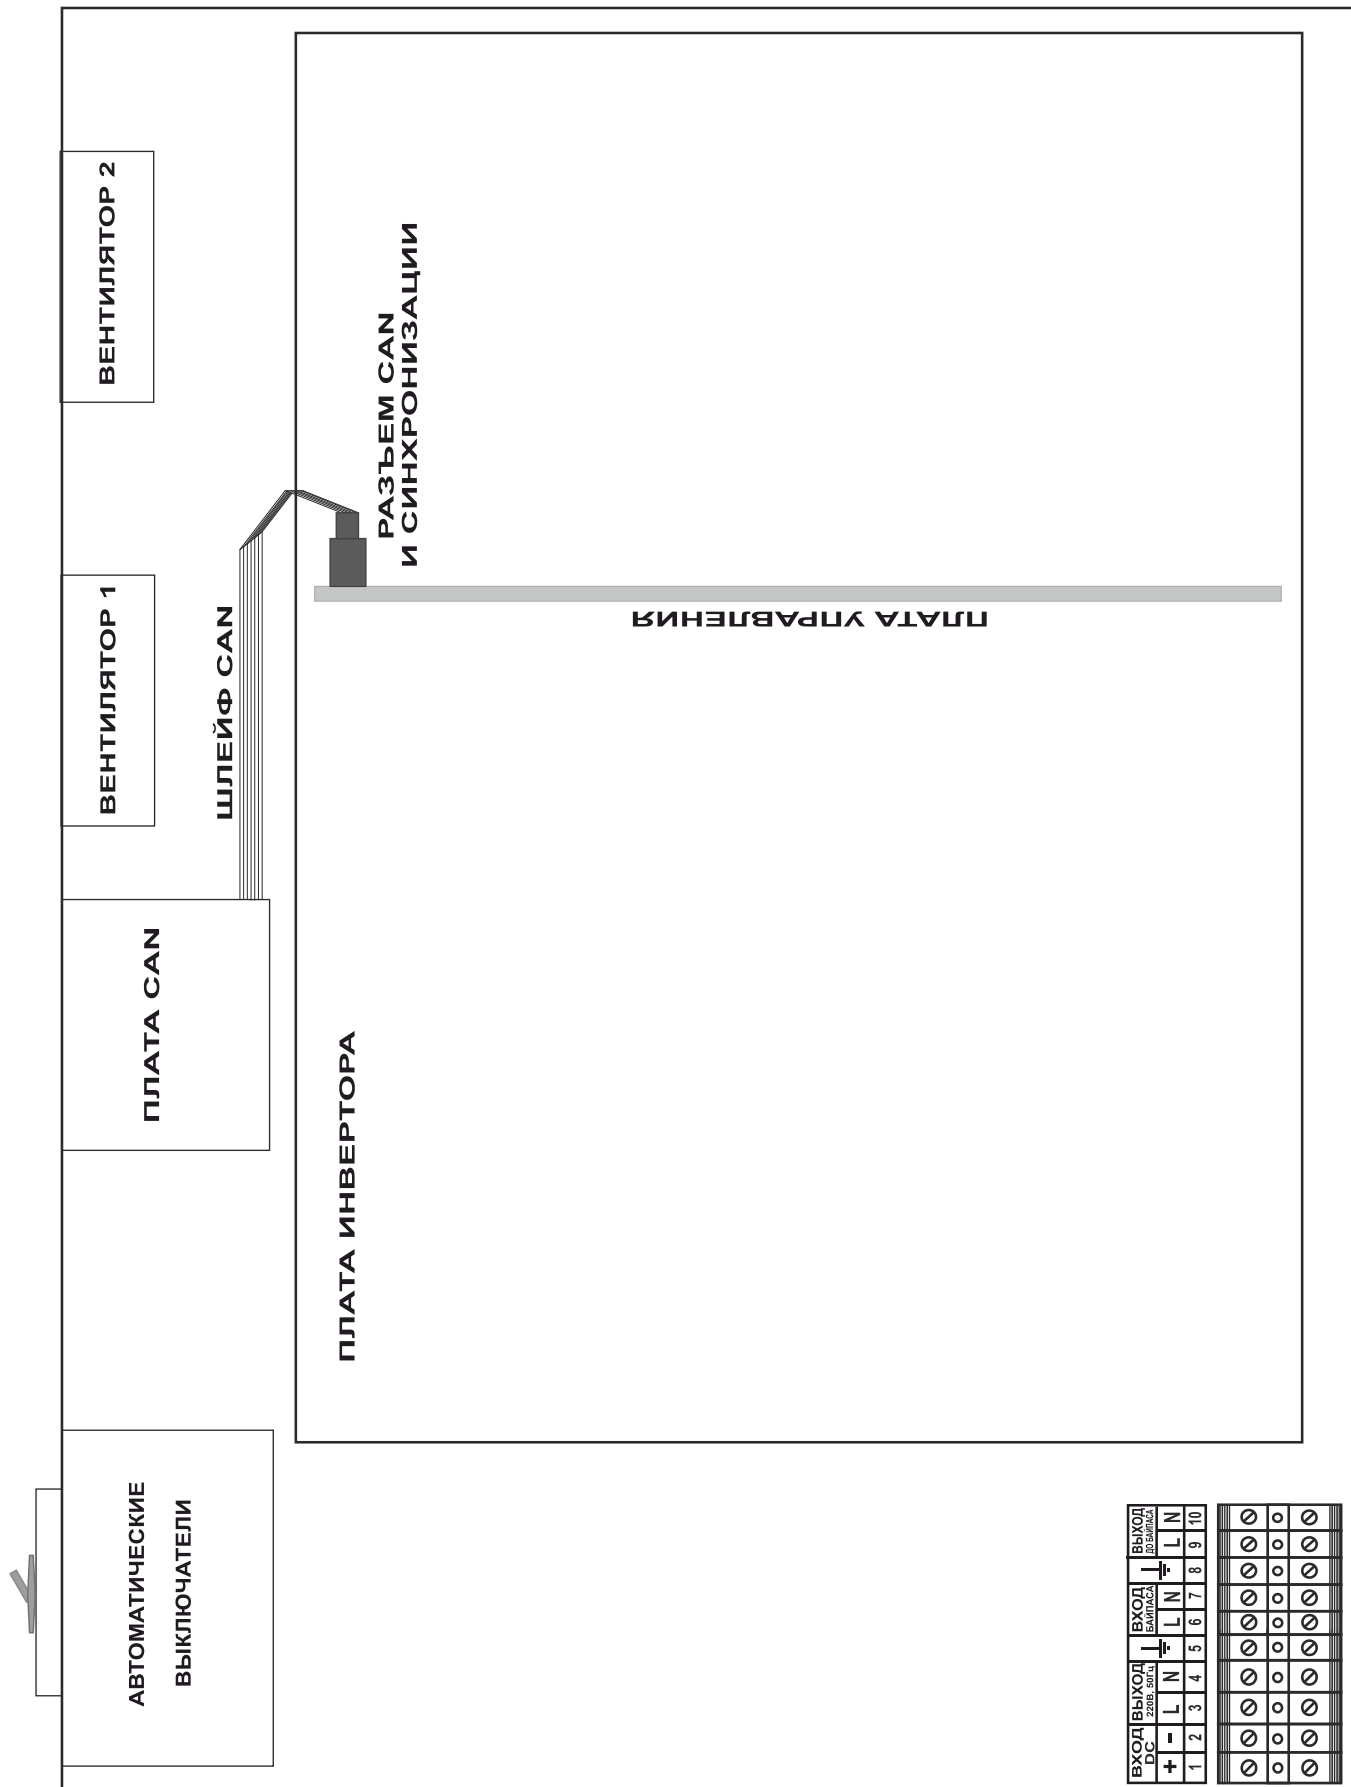 АВТОМАТИЧЕСКИЕ
ВЫКЛЮЧАТЕЛИ
ПЛАТА CAN
ВЕНТИЛЯТОР 1
ВЕНТИЛЯТОР 2
ШЛЕЙФ CAN
ПЛАТА ИНВЕРТОРА
РАЗЪЕМ CAN
И СИНХРОНИЗАЦИИ
ПЛАТА УПРАВЛЕНИЯ
ВХОД
DC
ВЫХОД
220В, 50Гц
ВХОД
БАЙПАСА
ВЫХОД
ДО БАЙПАСА
+ - L N L N L N
1 2 3 4 5 6 7 8 9 10